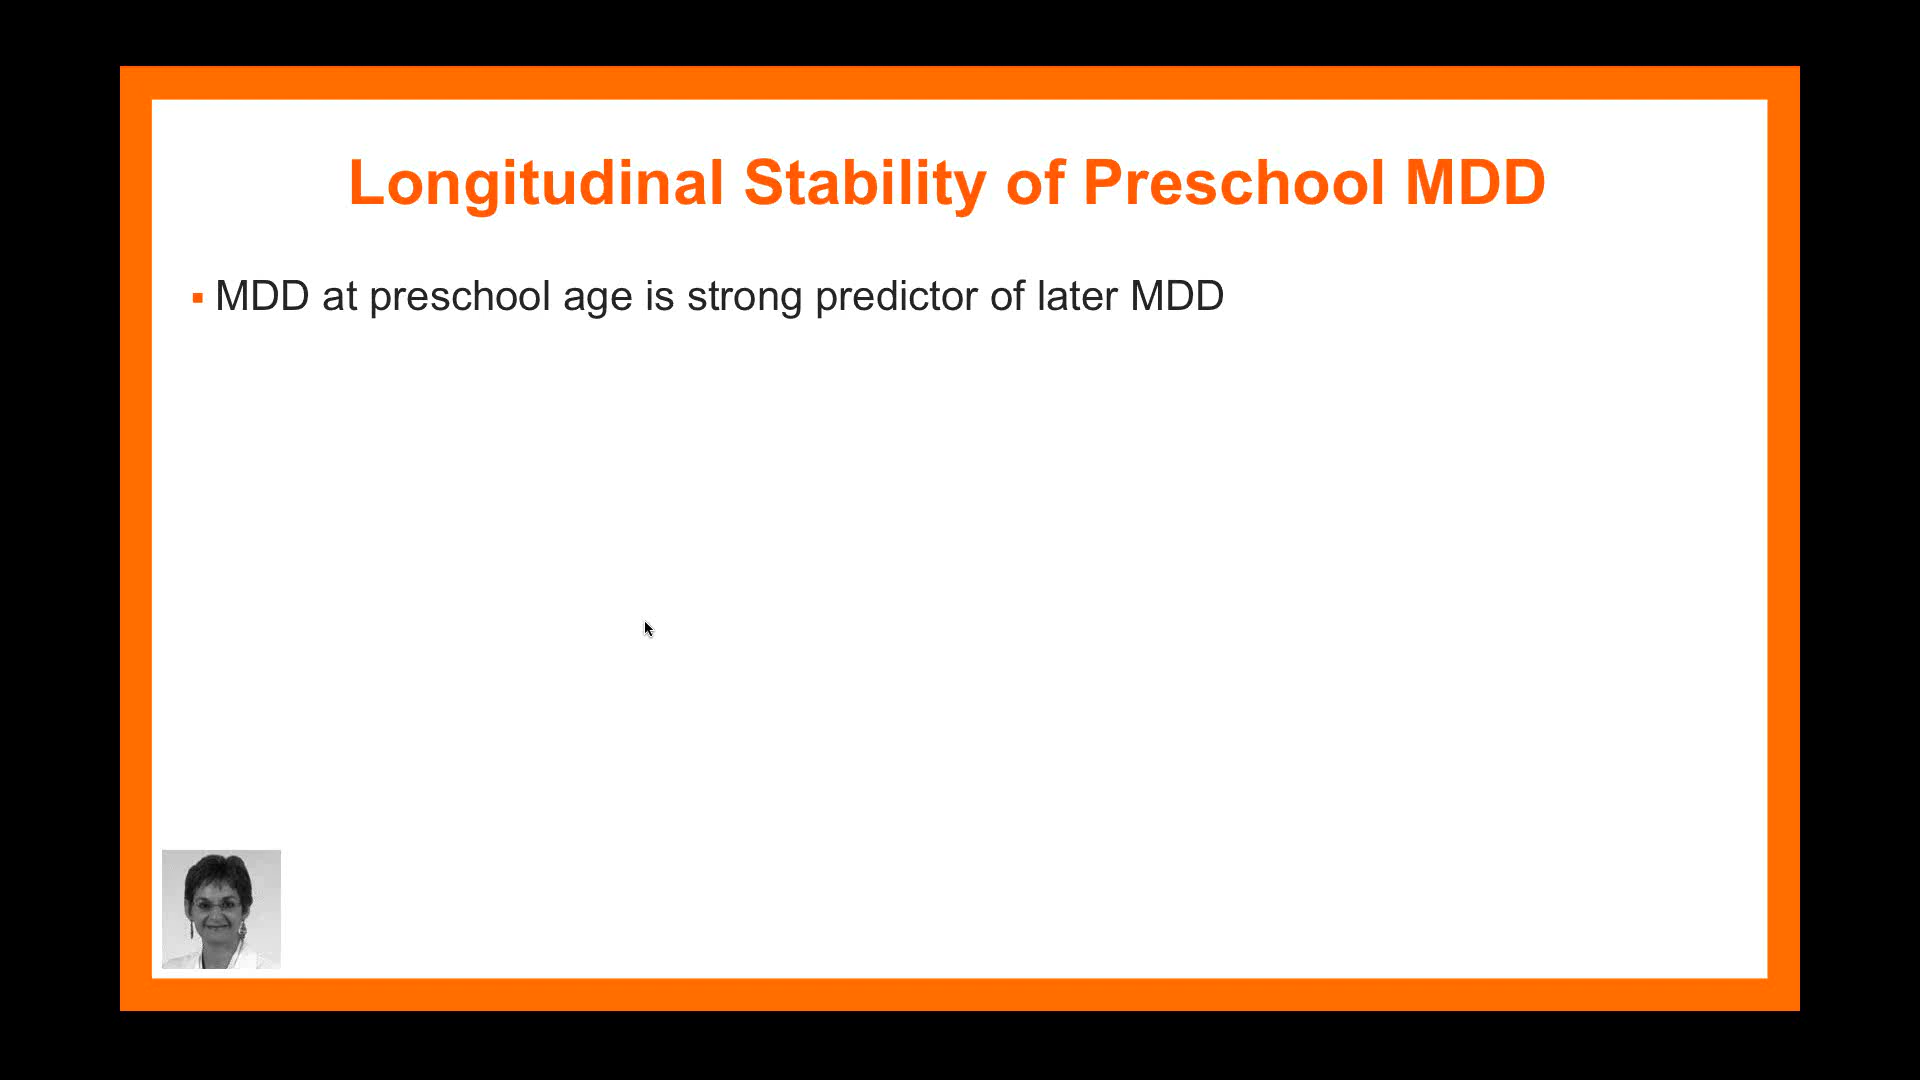 Longitudinal Stability of Preschool MDD
▪ MDD at preschool age is strong predictor of later MDD